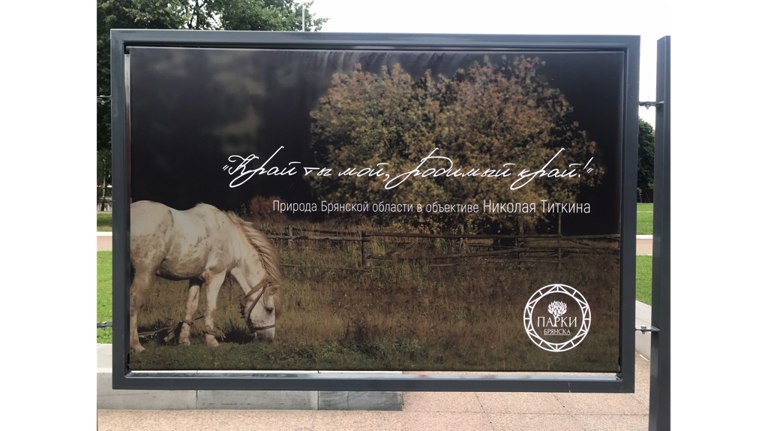 "Край ты мой, родимый край!"
Природа Брянской области в объективе Николая Титкина
ПАРКИ
БРЯНСКА